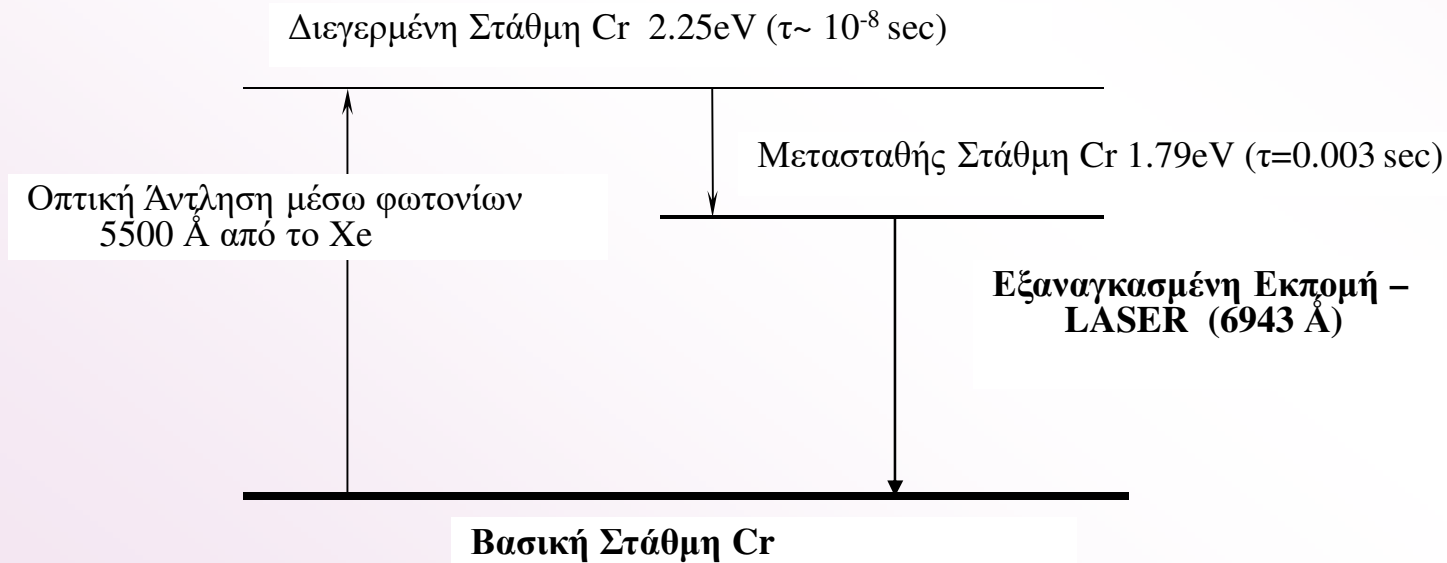 Διεγερμένη Στάθμη Cr 2.25eV (τ~ 10⁻⁸ sec)
Μετασταθής Στάθμη Cr 1.79eV (τ=0.003 sec)
Οπτική Άντληση μέσω φωτονίων
5500 Å από το Xe
Εξαναγκασμένη Εκπομή –
LASER (6943 Å)
Βασική Στάθμη Cr